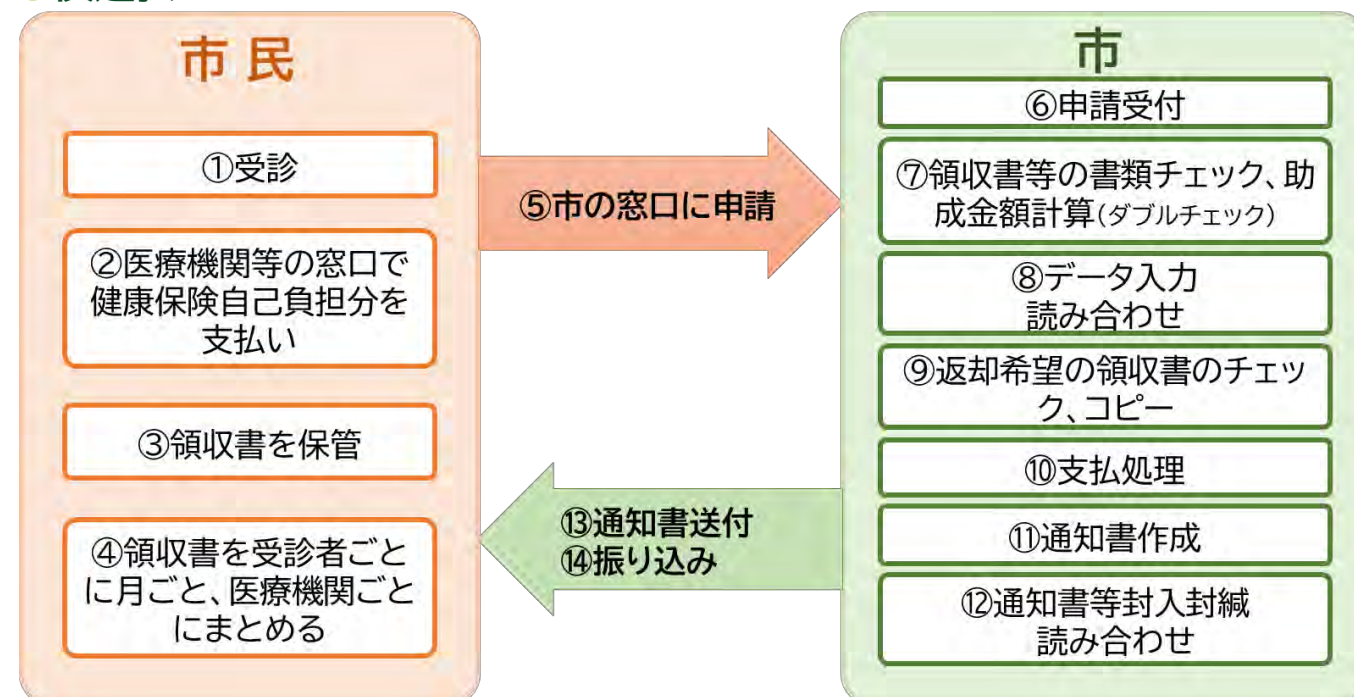 市民
①受診
②医療機関等の窓口で
健康保険自己負担分を
支払い
③領収書を保管
④領収書を受診者ごと
に月ごと、医療機関ごと
にまとめる
⑤市の窓口に申請
市
⑥申請受付
⑦領収書等の書類チェック、助
成金額計算(ダブルチェック)
⑧データ入力
読み合わせ
⑨返却希望の領収書のチェッ
ク、コピー
⑩支払処理
⑪通知書作成
⑫通知書等封入封緘
読み合わせ
⑬通知書送付
⑭振り込み